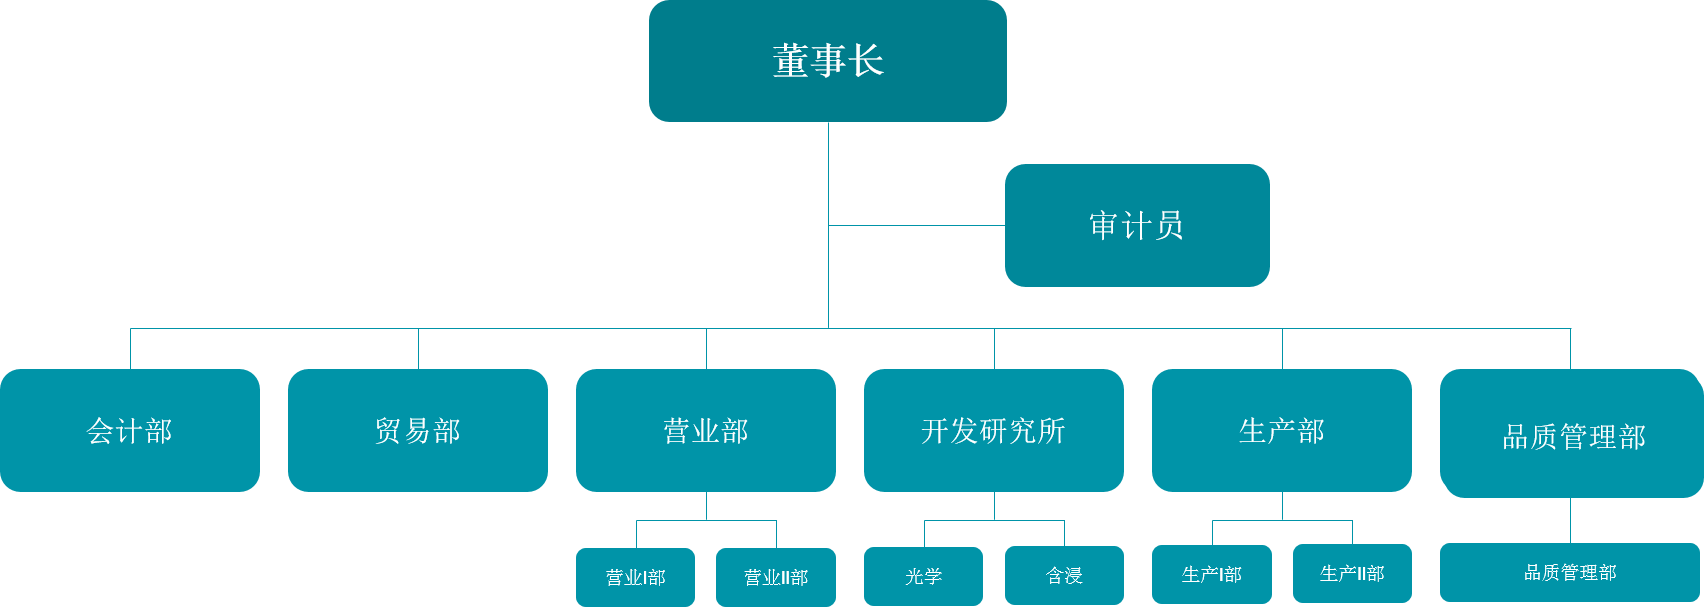 董事长
审计员
会计部
贸易部
营业部
开发研究所
生产部
品质管理部
营业I部
营业II部
光学
含浸
生产I部
生产II部
品质管理部